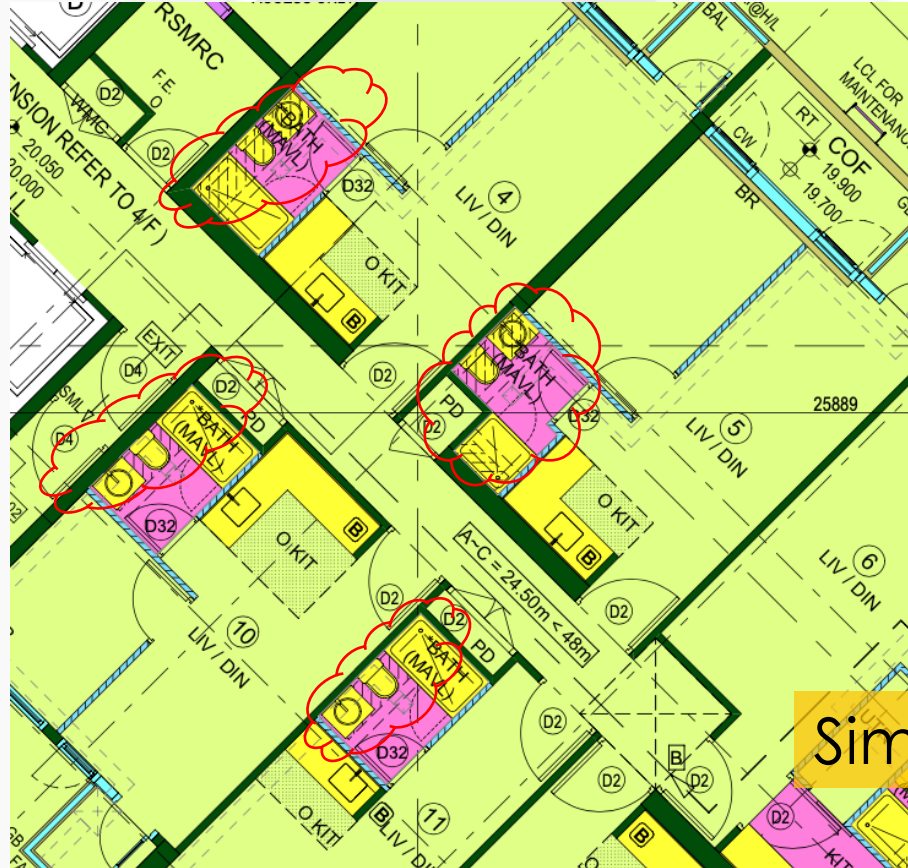 RSMRC
F.E.O
D2
WMC
D2
ENSION REFER TO 4/F)
20.050
BATH
(MAVL)
D32
4
LIV / DIN
O KIT
B
BAL
@H/L
LCL FOR
MAINTENANCE
RT
COF
19.900
19.700
CW
BR
EXIT
D4
D4
D2
PD
*BATH
(MAVL)
D32
O KIT
B
D2
*BATH
(MAVL)
D32
PD
D2
O KIT
B
5
LIV / DIN
25889
6
LIV / DIN
A~C = 24.50m < 48m
D2
D2
D2
PD
*BATH
(MAVL)
D32
10
LIV / DIN
O KIT
B
11
LIV / DIN
D2
D2
B
D2
D2
KIT
B
GB
Sim